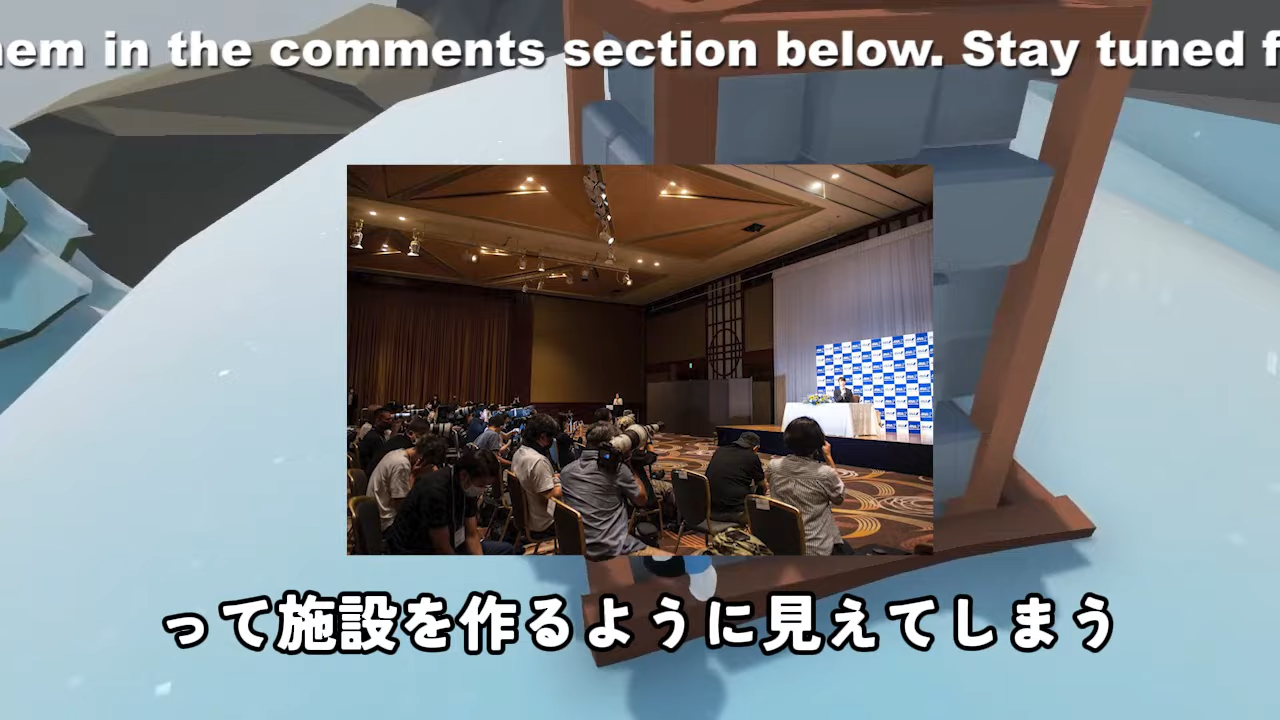 hem in the comments section below. Stay tuned f
って施設を作るように見えてしまう